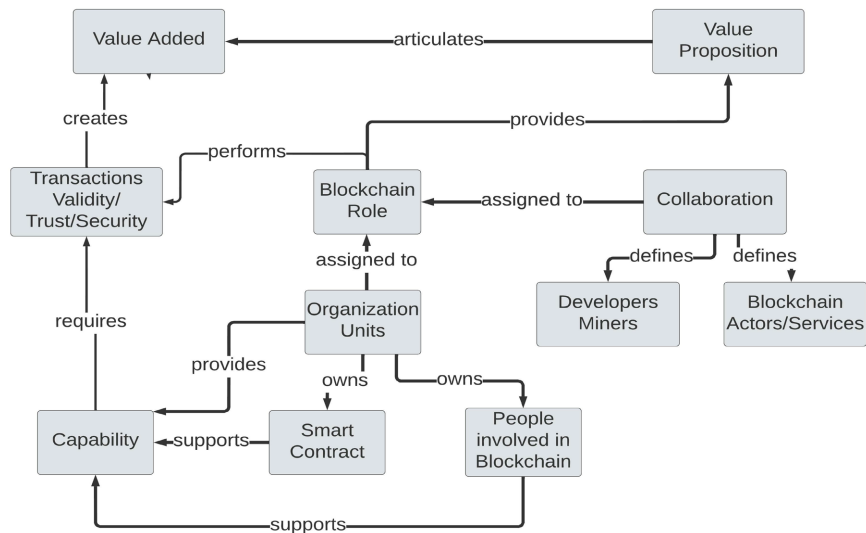 Value Added
articulates
Value
Proposition
creates
provides
performs
Transactions
Validity/
Trust/Security
Blockchain
Role
assigned to
Collaboration
assigned to
defines
defines
Organization
Units
Developers
Miners
Blockchain
Actors/Services
requires
provides
owns
owns
Capability
supports
Smart
Contract
People
involved in
Blockchain
supports